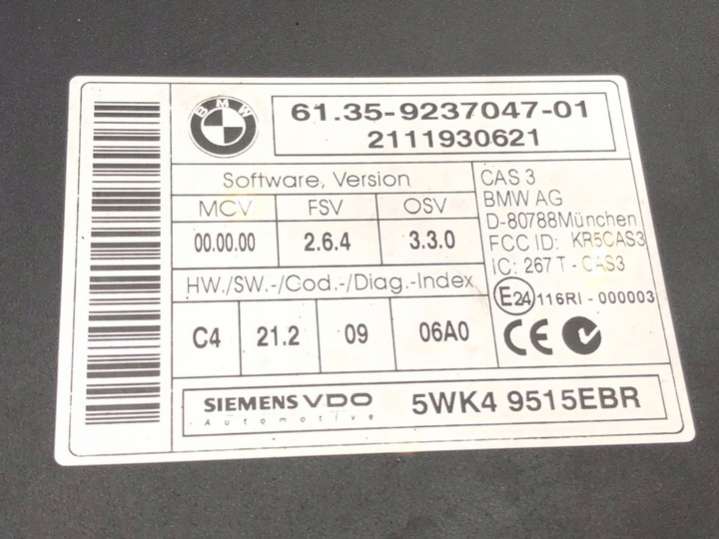 BMW
61.35-9237047-01
2111930621
Software, Version
MCV FSV OSV
00.00.00 2.6.4 3.3.0
HW./SW.-/Cod.-/Diag.-Index
C4 21.2 09 06A0
CAS 3
BMW AG
D-80788München
FCC ID: KR5CAS3
IC: 267 T - CAS3
E24 116RI - 000003
CE
SIEMENS VDO
Automotive
5WK4 9515EBR